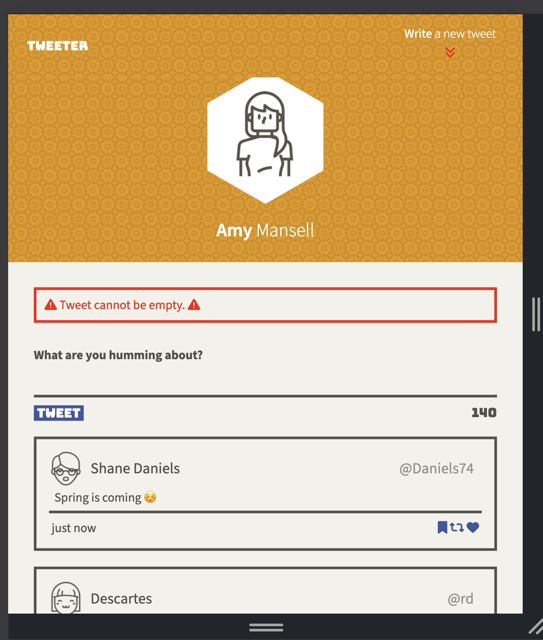 TWEETER
Write a new tweet
Amy Mansell
Tweet cannot be empty.
What are you humming about?
TWEET
140
Shane Daniels
@Daniels74
Spring is coming ☺️
just now
Descartes
@rd